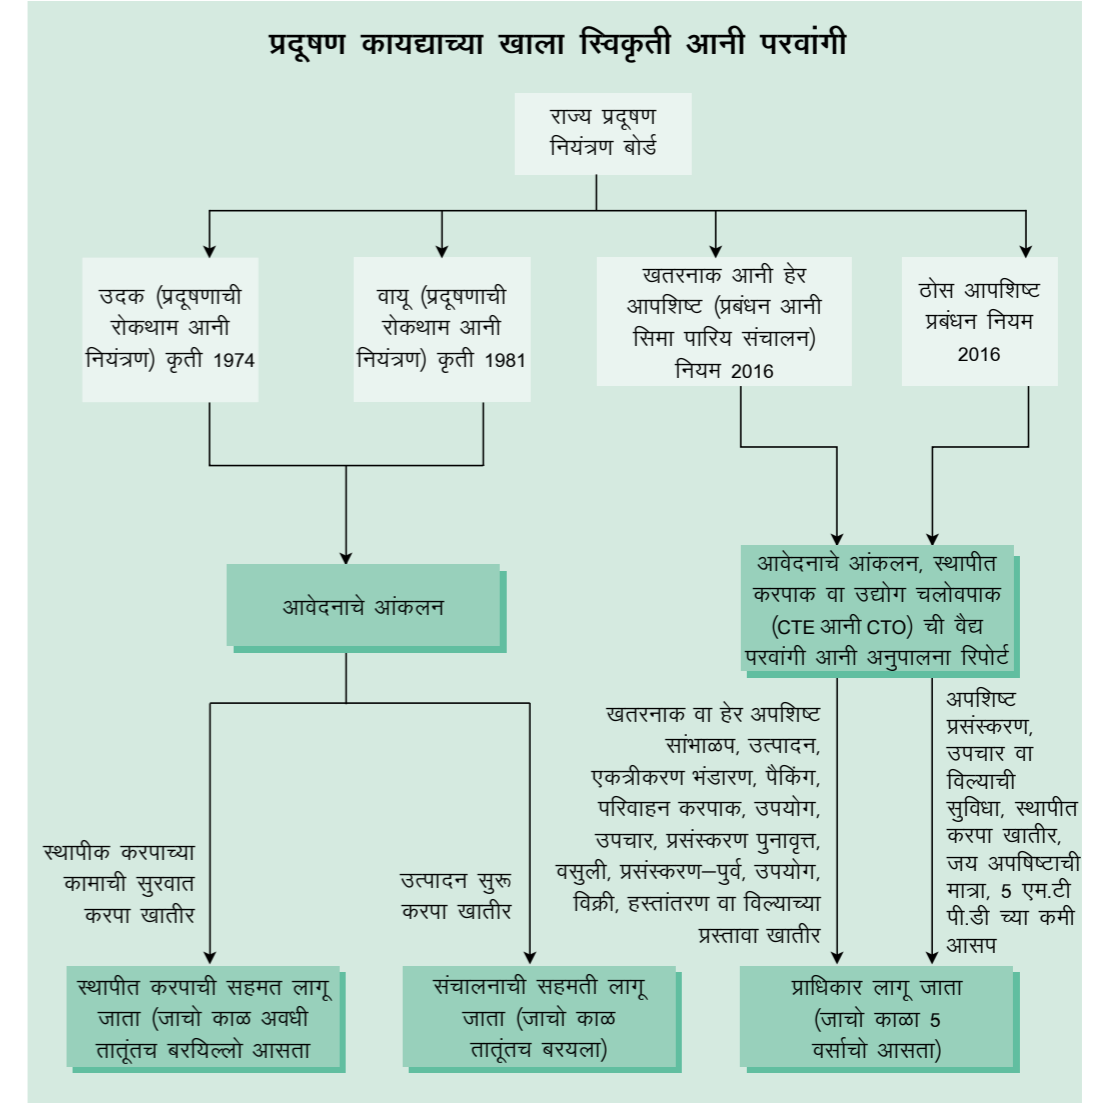 प्रदूषण कायद्याच्या खाला स्विकृती आनी परवांगी
राज्य प्रदूषण
नियंत्रण बोर्ड
उदक (प्रदूषणाची
रोकथाम आनी
नियंत्रण) कृती 1974
वायू (प्रदूषणाची
रोकथाम आनी
नियंत्रण) कृती 1981
खतरनाक आनी हेर
आपशिष्ट (प्रबंधन आनी
सिमा पारिय संचालन)
नियम 2016
ठोस आपशिष्ट
प्रबंधन नियम
2016
आवेदनाचे आंकलन
आवेदनाचे आंकलन, स्थापीत
करपाक वा उद्योग चलोवपाक
(CTE आनी CTO) ची वैद्य
परवांगी आनी अनुपालना रिपोर्ट
स्थापीक करपाच्या
कामाची सुरवात
करपा खातीर
उत्पादन सुरू
करपा खातीर
खतरनाक वा हेर अपशिष्ट
सांभाळप, उत्पादन,
एकत्रीकरण भंडारण, पैकिंग,
परिवाहन करपाक, उपयोग,
उपचार, प्रसंस्करण पुनावृत्त,
वसुली, प्रसंस्करण–पुर्व, उपयोग,
विक्री, हस्तांतरण वा विल्याच्या
प्रस्तावा खातीर
अपशिष्ट
प्रसंस्करण,
उपचार वा
विल्याची
सुविधा, स्थापीत
करपा खातीर,
जय अपषिष्टाची
मात्रा, 5 एम.टी
पी.डी च्या कमी
आसप
स्थापीत करपाची सहमत लागू
जाता (जाचो काळ अवधी
तातूंतच बरयिल्लो आसता
संचालनाची सहमती लागू
जाता (जाचो काळ
तातूंतच बरयला)
प्राधिकार लागू जाता
(जाचो काळा 5
वर्साचो आसता)